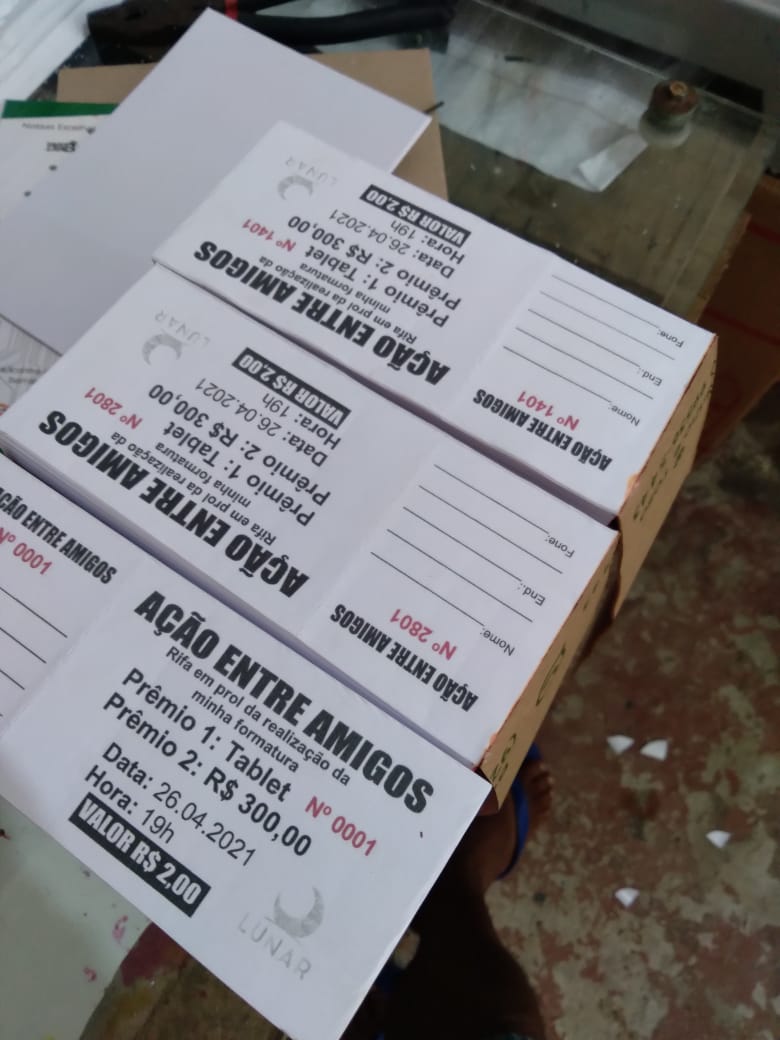 LUNAR
AÇÃO ENTRE AMIGOS
Rifa em prol da realização da
minha formatura
Prêmio 1: Tablet
Nº 1401
Prêmio 2: R$ 300,00
Data: 26.04.2021
Hora: 19h
VALOR R$ 2,00
AÇÃO ENTRE AMIGOS
Nº 1401
Nome:
End.:
Fone:
LUNAR
AÇÃO ENTRE AMIGOS
Rifa em prol da realização da
minha formatura
Prêmio 1: Tablet
Nº 2801
Prêmio 2: R$ 300,00
Data: 26.04.2021
Hora: 19h
VALOR R$ 2,00
AÇÃO ENTRE AMIGOS
Nº 2801
Nome:
End.:
Fone:
AÇÃO ENTRE AMIGOS
Nº 0001
AÇÃO ENTRE AMIGOS
Rifa em prol da realização da
minha formatura
Prêmio 1: Tablet
Nº 0001
Prêmio 2: R$ 300,00
Data: 26.04.2021
Hora: 19h
VALOR R$ 2,00
LUNAR